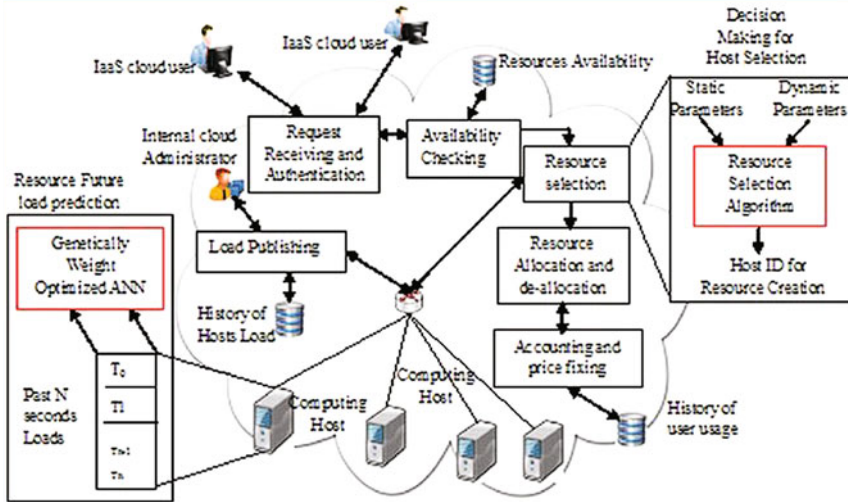 IaaS cloud user
IaaS cloud user
Resources Availability
Decision
Making for
Host Selection
Static
Parameters
Dynamic
Parameters
Internal cloud
Administrator
Request
Receiving and
Authentication
Availability
Checking
Resource
selection
Resource
Selection
Algorithm
Resource Future
load prediction
Genetically
Weight
Optimized ANN
Load Publishing
Resource
Allocation and
de-allocation
Host ID for
Resource Creation
History of
Hosts Load
Accounting and
price fixing
Past N
seconds
Loads
T0
T1
Tn-1
Tn
Computing
Host
Computing
Host
History of
user usage